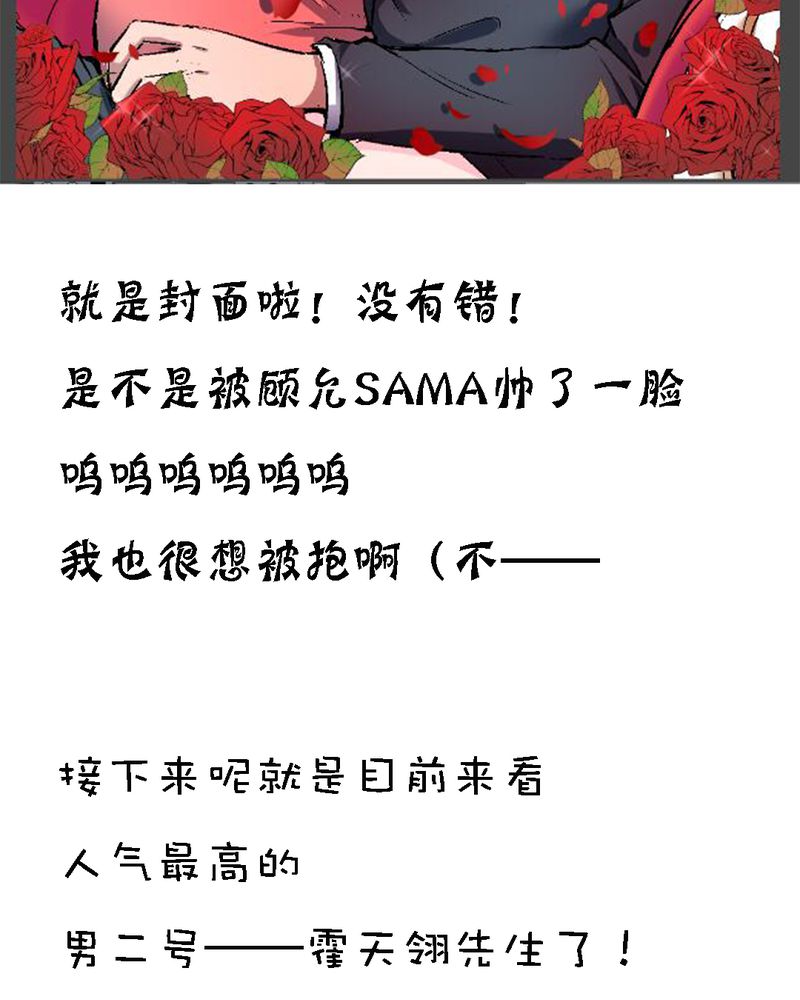 就是封面啦！没有错！
是不是被顾允SAMA帅了一脸
呜呜呜呜呜呜
我也很想被抱啊（不——
接下来呢就是目前来看
人气最高的
男二号——霍天翎先生了！